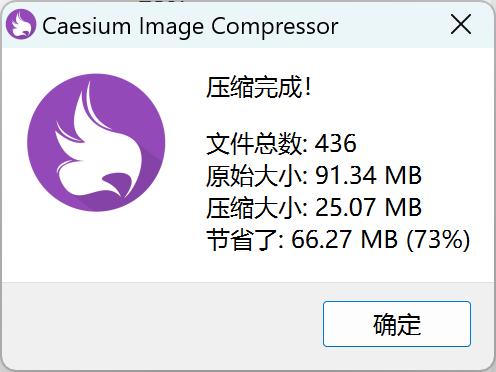 Caesium Image Compressor
压缩完成！
文件总数: 436
原始大小: 91.34 MB
压缩大小: 25.07 MB
节省了: 66.27 MB (73%)
确定